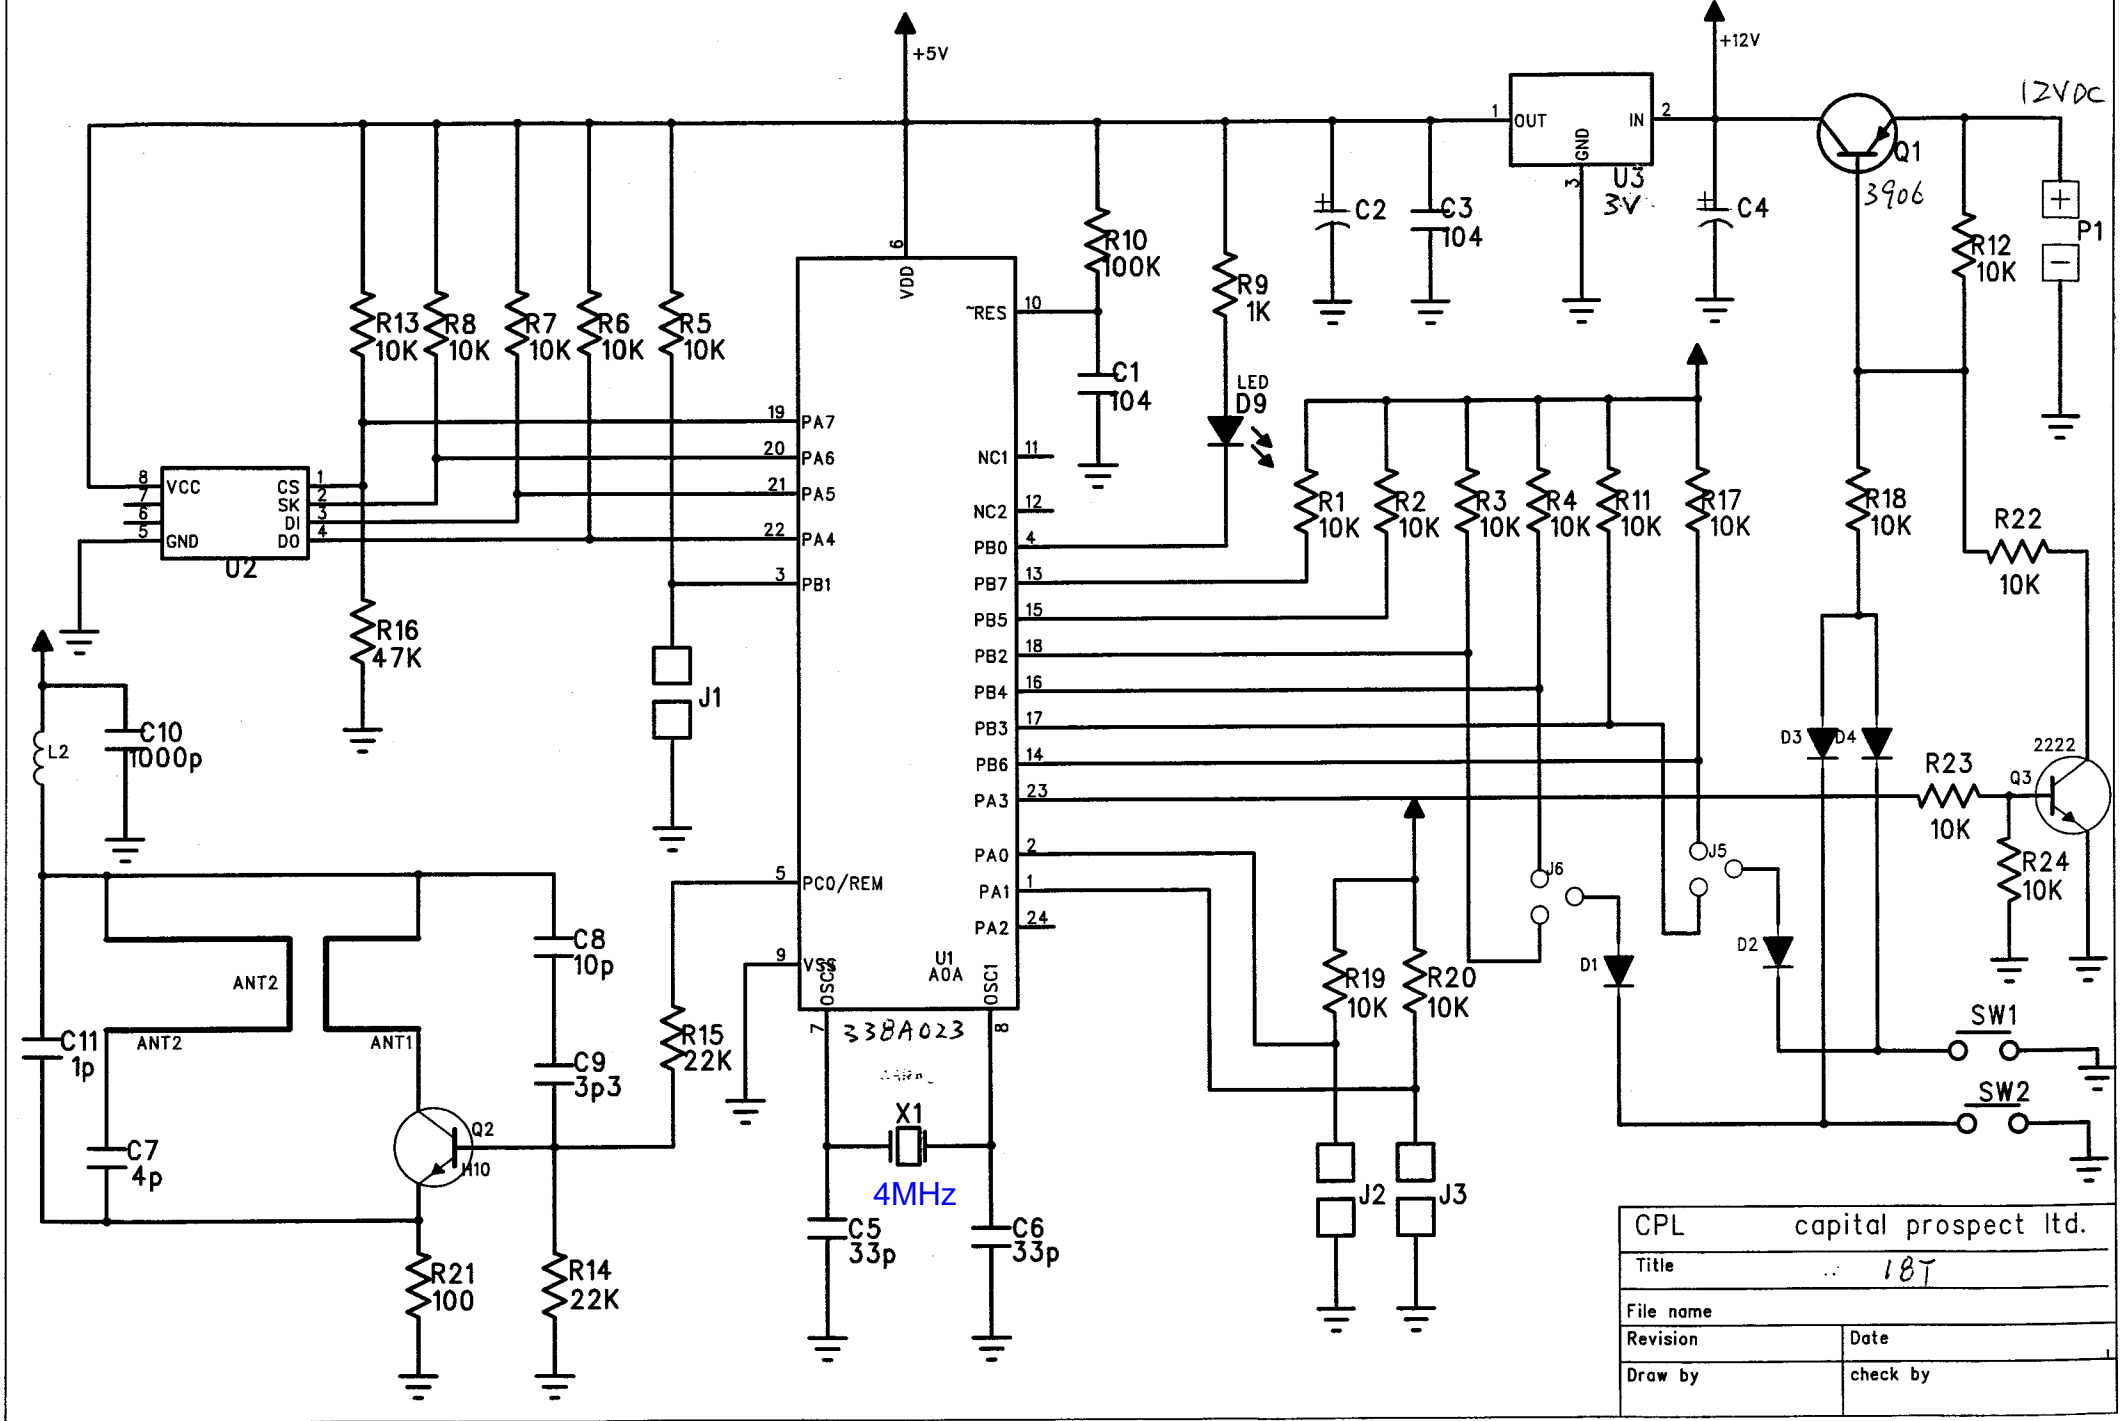 +5V
+12V
12VDC
1 OUT IN 2
GND
3
U3
3V
Q1
3906
+
P1
−
R12
10K
+ C2
C3
104
+ C4
6
VDD
R10
100K
R9
1K
R13
10K
R8
10K
R7
10K
R6
10K
R5
10K
~RES 10
C1
104
LED
D9
19 PA7
20 PA6
21 PA5
22 PA4
3 PB1
NC1 11
NC2 12
PB0 4
PB7 13
PB5 15
PB2 18
PB4 16
PB3 17
PB6 14
PA3 23
PA0 2
PA1 1
PA2 24
8 VCC CS 1
7 SK 2
6 DI 3
5 GND DO 4
U2
R1
10K
R2
10K
R3
10K
R4
10K
R11
10K
R17
10K
R18
10K
R22
10K
R16
47K
J1
C10
1000p
L2
D3
D4
2222
Q3
R23
10K
R24
10K
J6
J5
5 PC0/REM
9 VSS
OSC2
7
U1
A0A
OSC1
8
338A023
D1
D2
R19
10K
R20
10K
SW1
SW2
C8
10p
ANT2
ANT2
ANT1
C11
1p
C9
3p3
R15
22K
X1
4MHz
Q2
H10
C7
4p
C5
33p
C6
33p
J2
J3
R21
100
R14
22K
CPL capital prospect ltd.
Title 18T
File name
Revision Date
Draw by check by